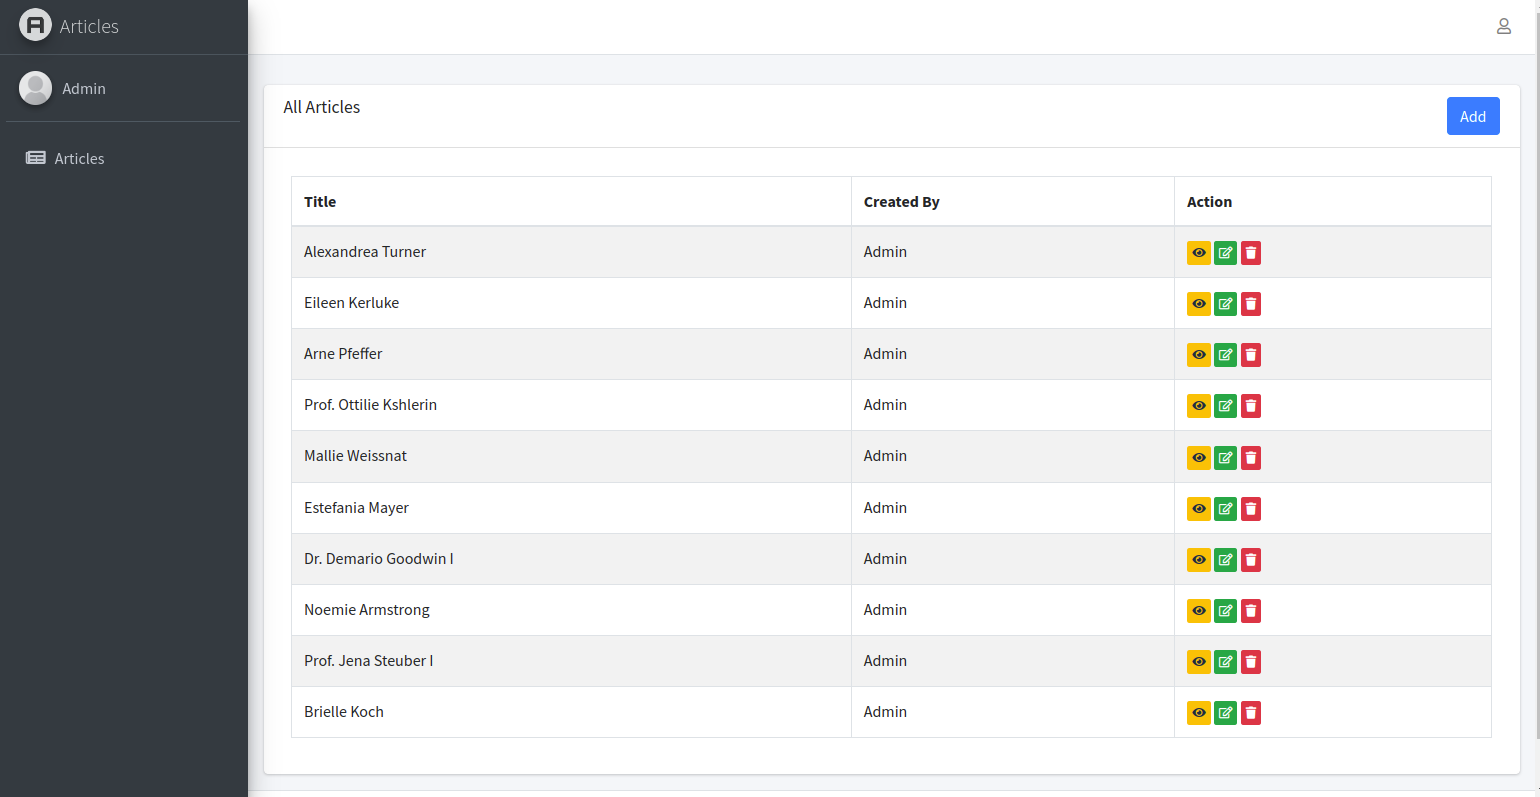 Articles
Admin
Articles
All Articles
Add
Title Created By Action
Alexandrea Turner Admin
Eileen Kerluke Admin
Arne Pfeffer Admin
Prof. Ottilie Kshlerin Admin
Mallie Weissnat Admin
Estefania Mayer Admin
Dr. Demario Goodwin I Admin
Noemie Armstrong Admin
Prof. Jena Steuber I Admin
Brielle Koch Admin